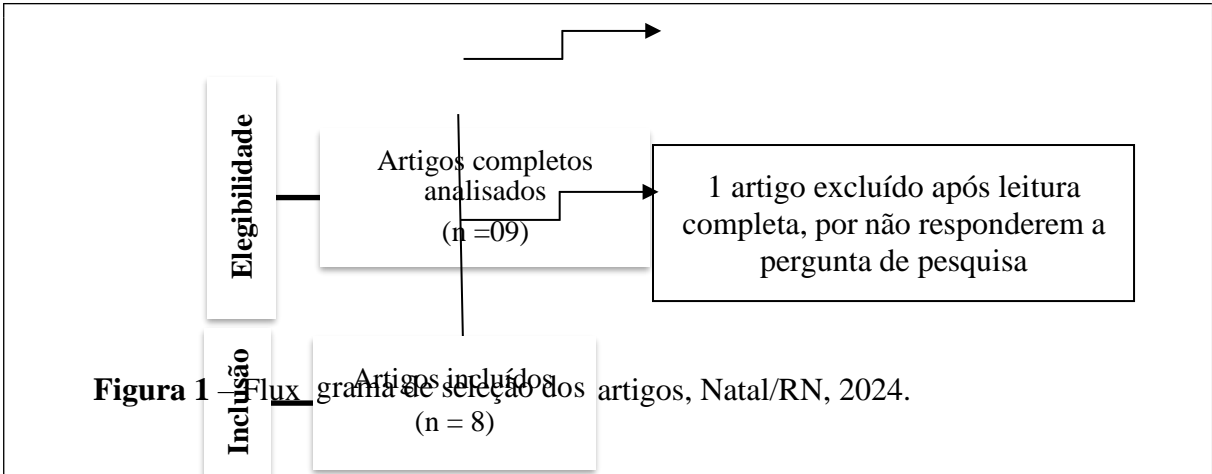 Elegibilidade
Artigos completos
analisados
(n =09)
1 artigo excluído após leitura
completa, por não responderem a
pergunta de pesquisa
Inclusão
Artigos incluídos
(n = 8)
Figura 1 – Flux grama de seleção dos artigos, Natal/RN, 2024.